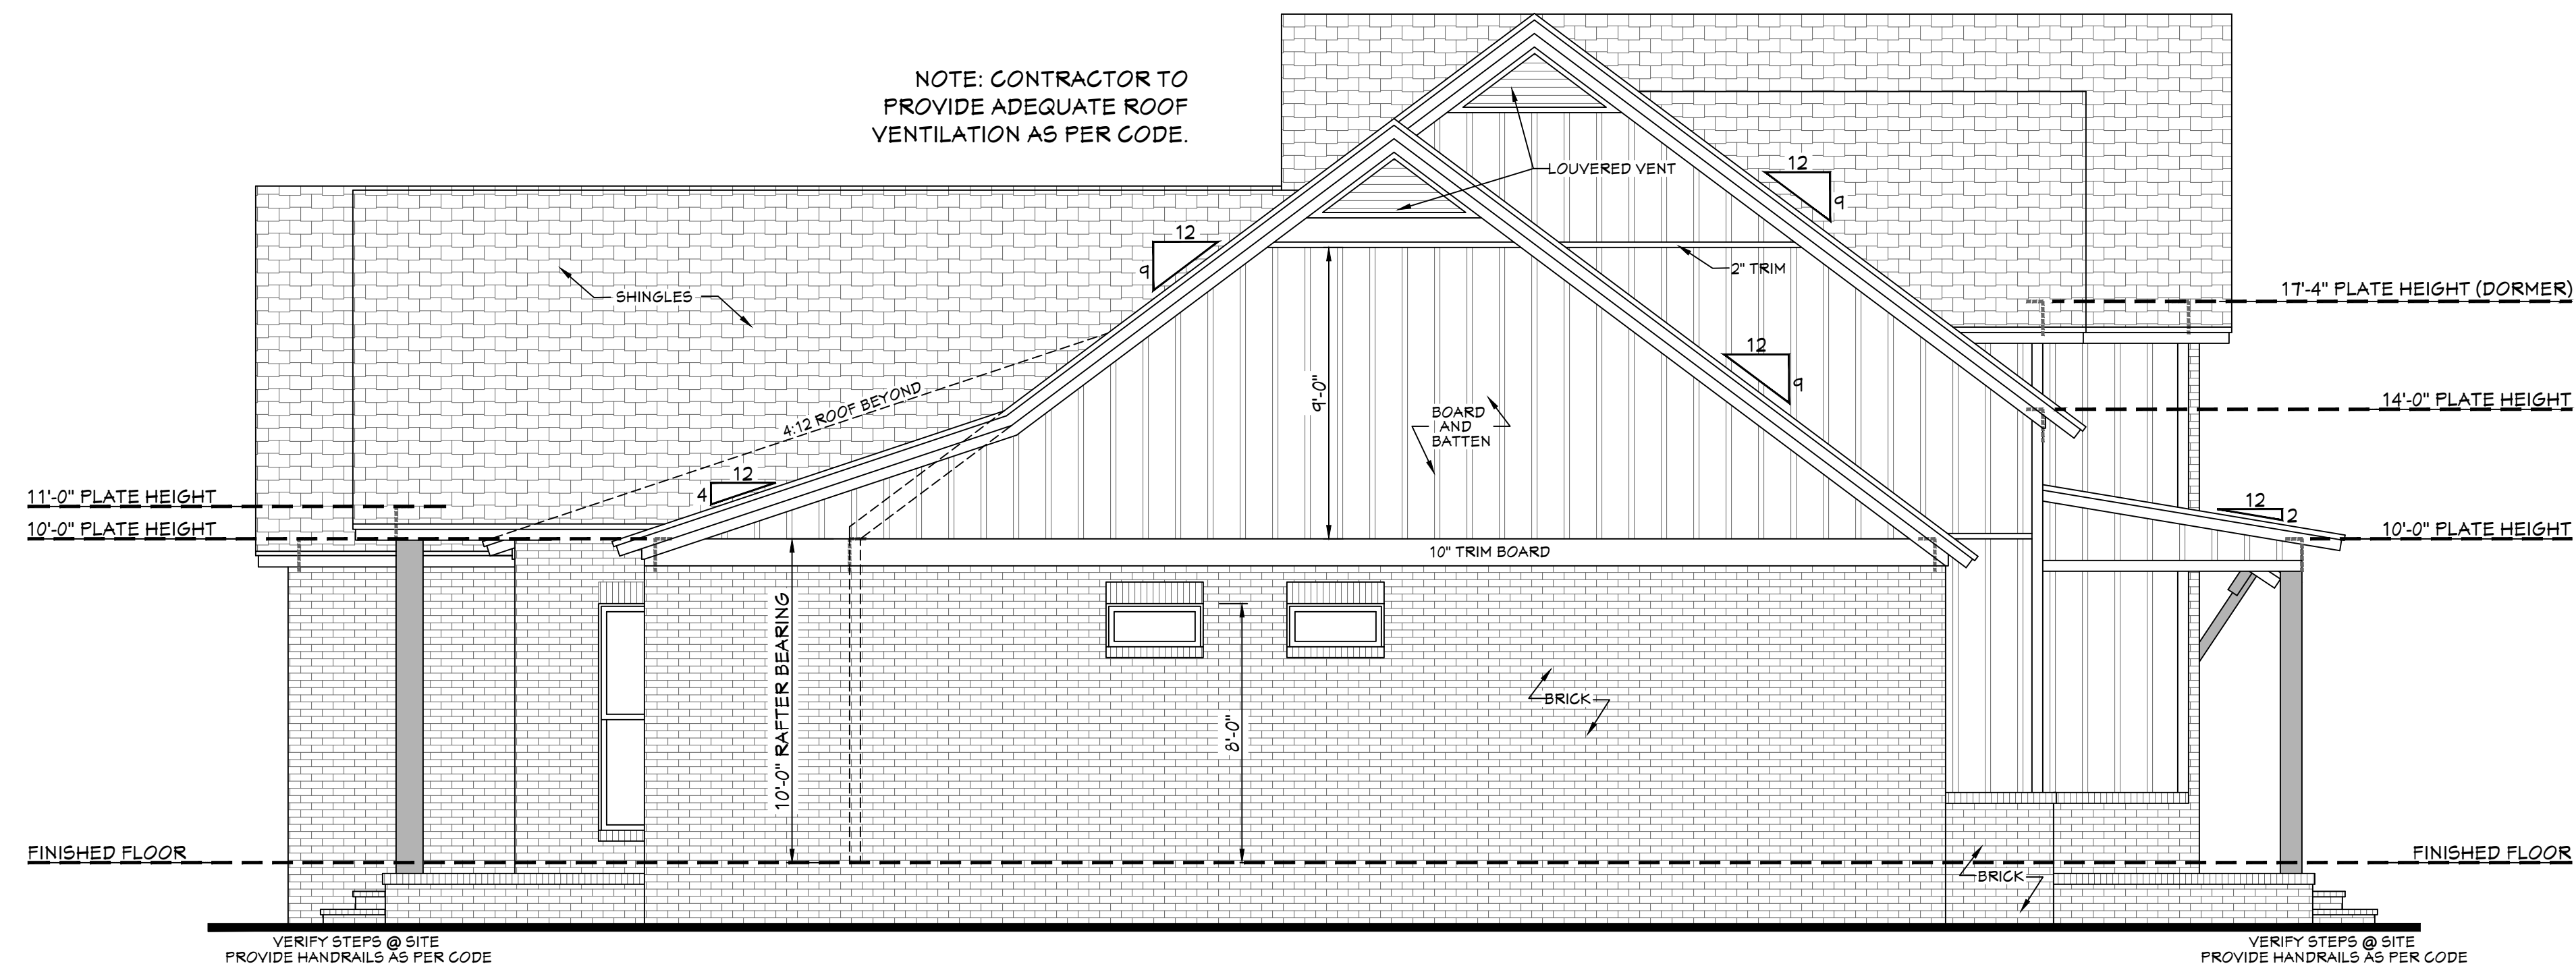 NOTE: CONTRACTOR TO
PROVIDE ADEQUATE ROOF
VENTILATION AS PER CODE.
LOUVERED VENT
12
9
12
9
2" TRIM
SHINGLES
17'-4" PLATE HEIGHT (DORMER)
12
9
9'-0"
4:12 ROOF BEYOND
14'-0" PLATE HEIGHT
BOARD
AND
BATTEN
12
4
11'-0" PLATE HEIGHT
12
2
10'-0" PLATE HEIGHT
10'-0" PLATE HEIGHT
10" TRIM BOARD
10'-0" RAFTER BEARING
8'-0"
BRICK
FINISHED FLOOR
FINISHED FLOOR
BRICK
VERIFY STEPS @ SITE
PROVIDE HANDRAILS AS PER CODE
VERIFY STEPS @ SITE
PROVIDE HANDRAILS AS PER CODE